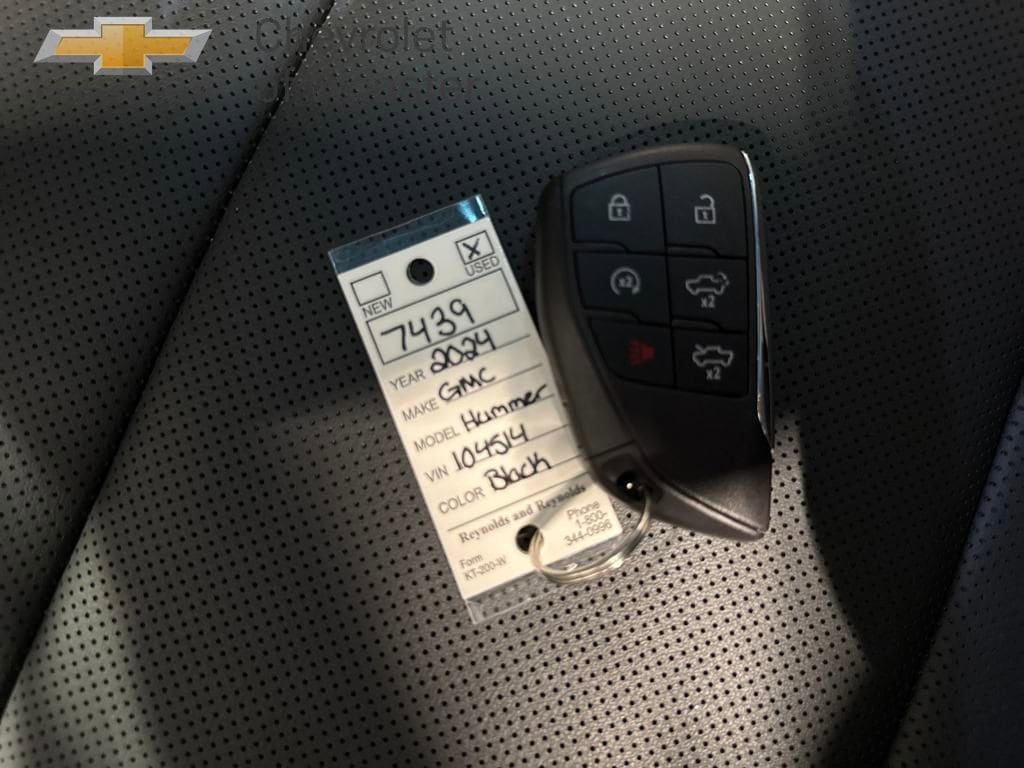 Chevrolet
X
NEW USED
7439
YEAR 2024
MAKE GMC
MODEL Hummer
VIN 104514
COLOR Black
Reynolds and Reynolds
Form
KT-200-W
Phone
1-800-
344-0996
x2
x2
x2